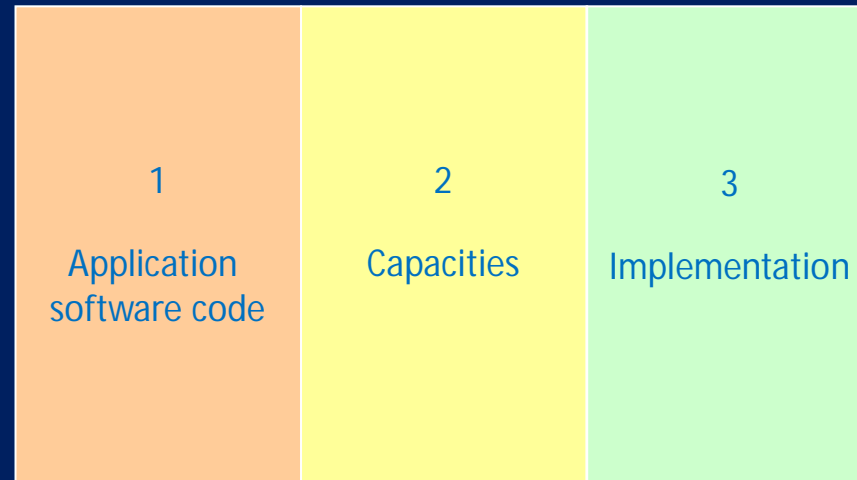 1
Application
software code
2
Capacities
3
Implementation